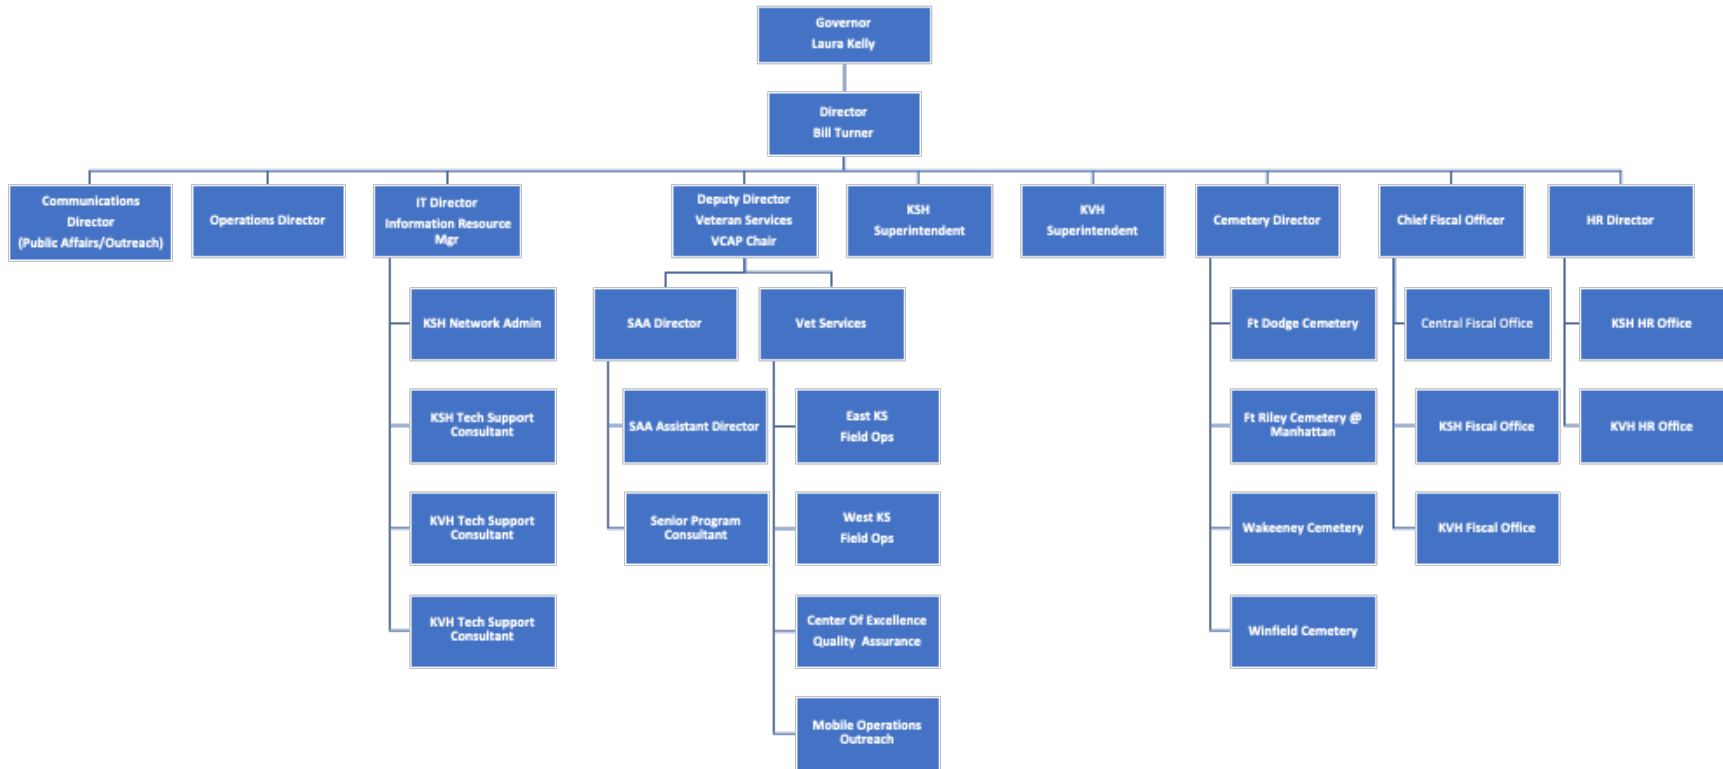 Governor
Laura Kelly
Director
Bill Turner
Communications
Director
(Public Affairs/Outreach)
Operations Director
IT Director
Information Resource
Mgr
Deputy Director
Veteran Services
VCAP Chair
KSH
Superintendent
KVH
Superintendent
Cemetery Director
Chief Fiscal Officer
HR Director
KSH Network Admin
KSH Tech Support
Consultant
KVH Tech Support
Consultant
KVH Tech Support
Consultant
SAA Director
SAA Assistant Director
Senior Program
Consultant
Vet Services
East KS
Field Ops
West KS
Field Ops
Center Of Excellence
Quality Assurance
Mobile Operations
Outreach
Ft Dodge Cemetery
Ft Riley Cemetery @
Manhattan
Wakeeney Cemetery
Winfield Cemetery
Central Fiscal Office
KSH Fiscal Office
KVH Fiscal Office
KSH HR Office
KVH HR Office